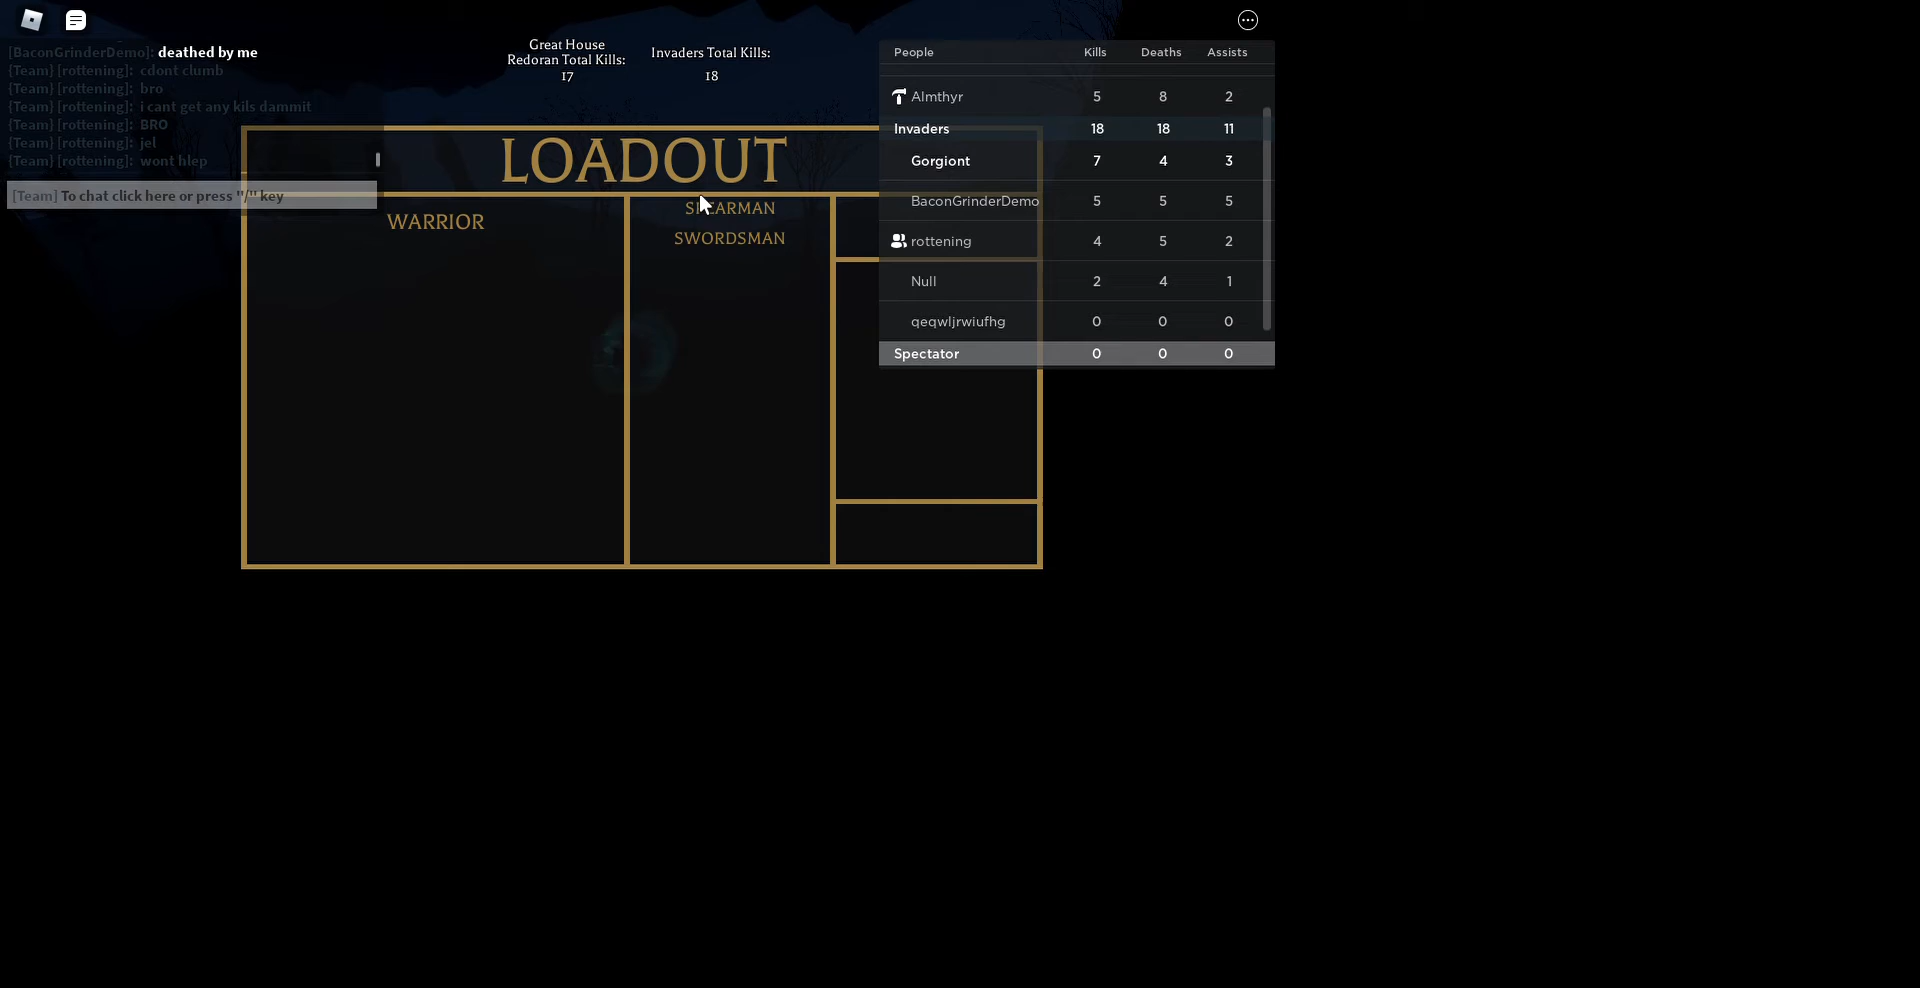 [BaconGrinderDemo]: deathed by me
{Team} [rottening]: cdont clumb
{Team} [rottening]: bro
{Team} [rottening]: i cant get any kils dammit
{Team} [rottening]: BRO
{Team} [rottening]: jel
{Team} [rottening]: wont hlep
[Team] To chat click here or press "/" key
Great House
Redoran Total Kills:
17
Invaders Total Kills:
18
People Kills Deaths Assists
Almthyr 5 8 2
Invaders 18 18 11
Gorgiont 7 4 3
BaconGrinderDemo 5 5 5
rottening 4 5 2
Null 2 4 1
qeqwljrwiufhg 0 0 0
Spectator 0 0 0
LOADOUT
WARRIOR
SPEARMAN
SWORDSMAN